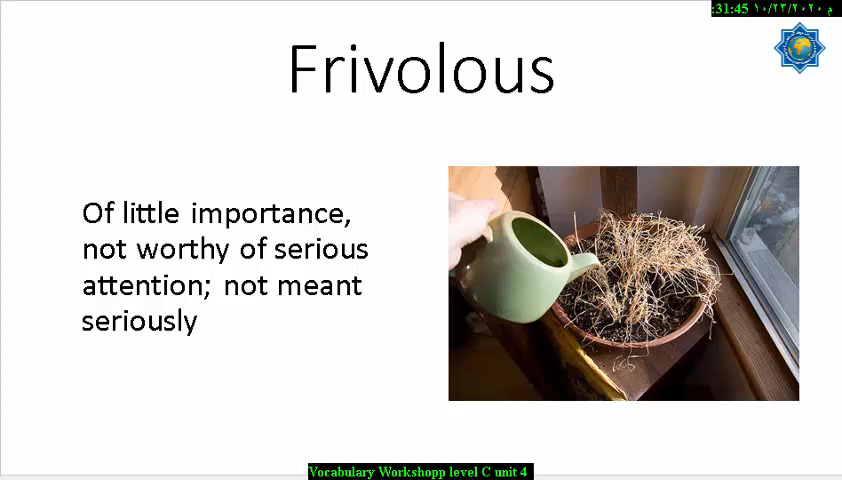 :31:45 ١٠/٢٣/٢٠٢٠ م
Frivolous
Of little importance,
not worthy of serious
attention; not meant
seriously
Vocabulary Workshopp level C unit 4